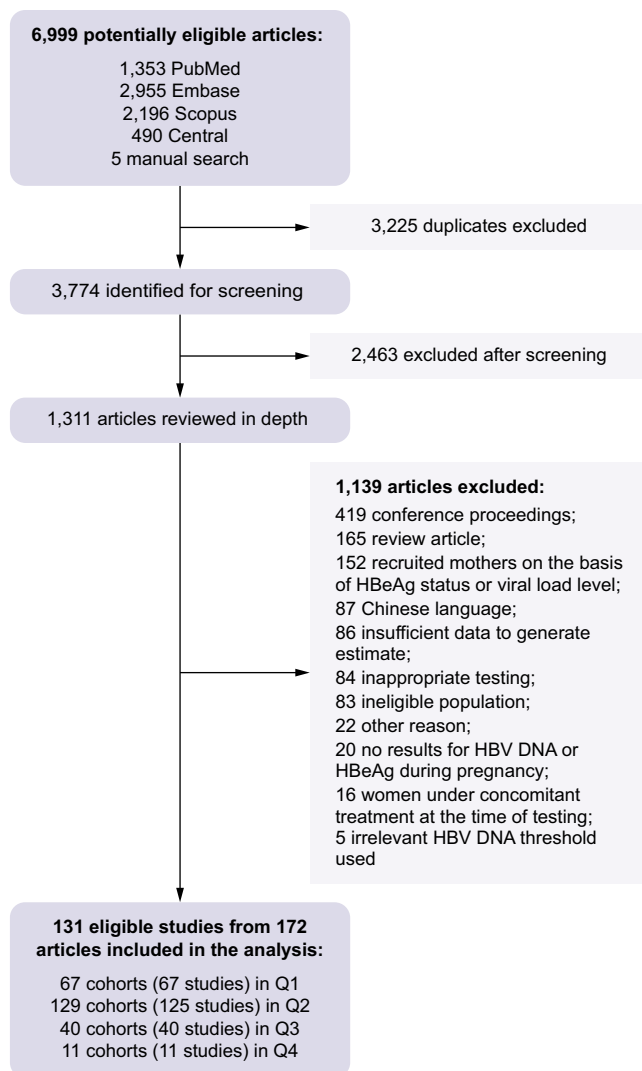 6,999 potentially eligible articles:
1,353 PubMed
2,955 Embase
2,196 Scopus
490 Central
5 manual search
3,225 duplicates excluded
3,774 identified for screening
2,463 excluded after screening
1,311 articles reviewed in depth
1,139 articles excluded:
419 conference proceedings;
165 review article;
152 recruited mothers on the basis
of HBeAg status or viral load level;
87 Chinese language;
86 insufficient data to generate
estimate;
84 inappropriate testing;
83 ineligible population;
22 other reason;
20 no results for HBV DNA or
HBeAg during pregnancy;
16 women under concomitant
treatment at the time of testing;
5 irrelevant HBV DNA threshold
used
131 eligible studies from 172
articles included in the analysis:
67 cohorts (67 studies) in Q1
129 cohorts (125 studies) in Q2
40 cohorts (40 studies) in Q3
11 cohorts (11 studies) in Q4